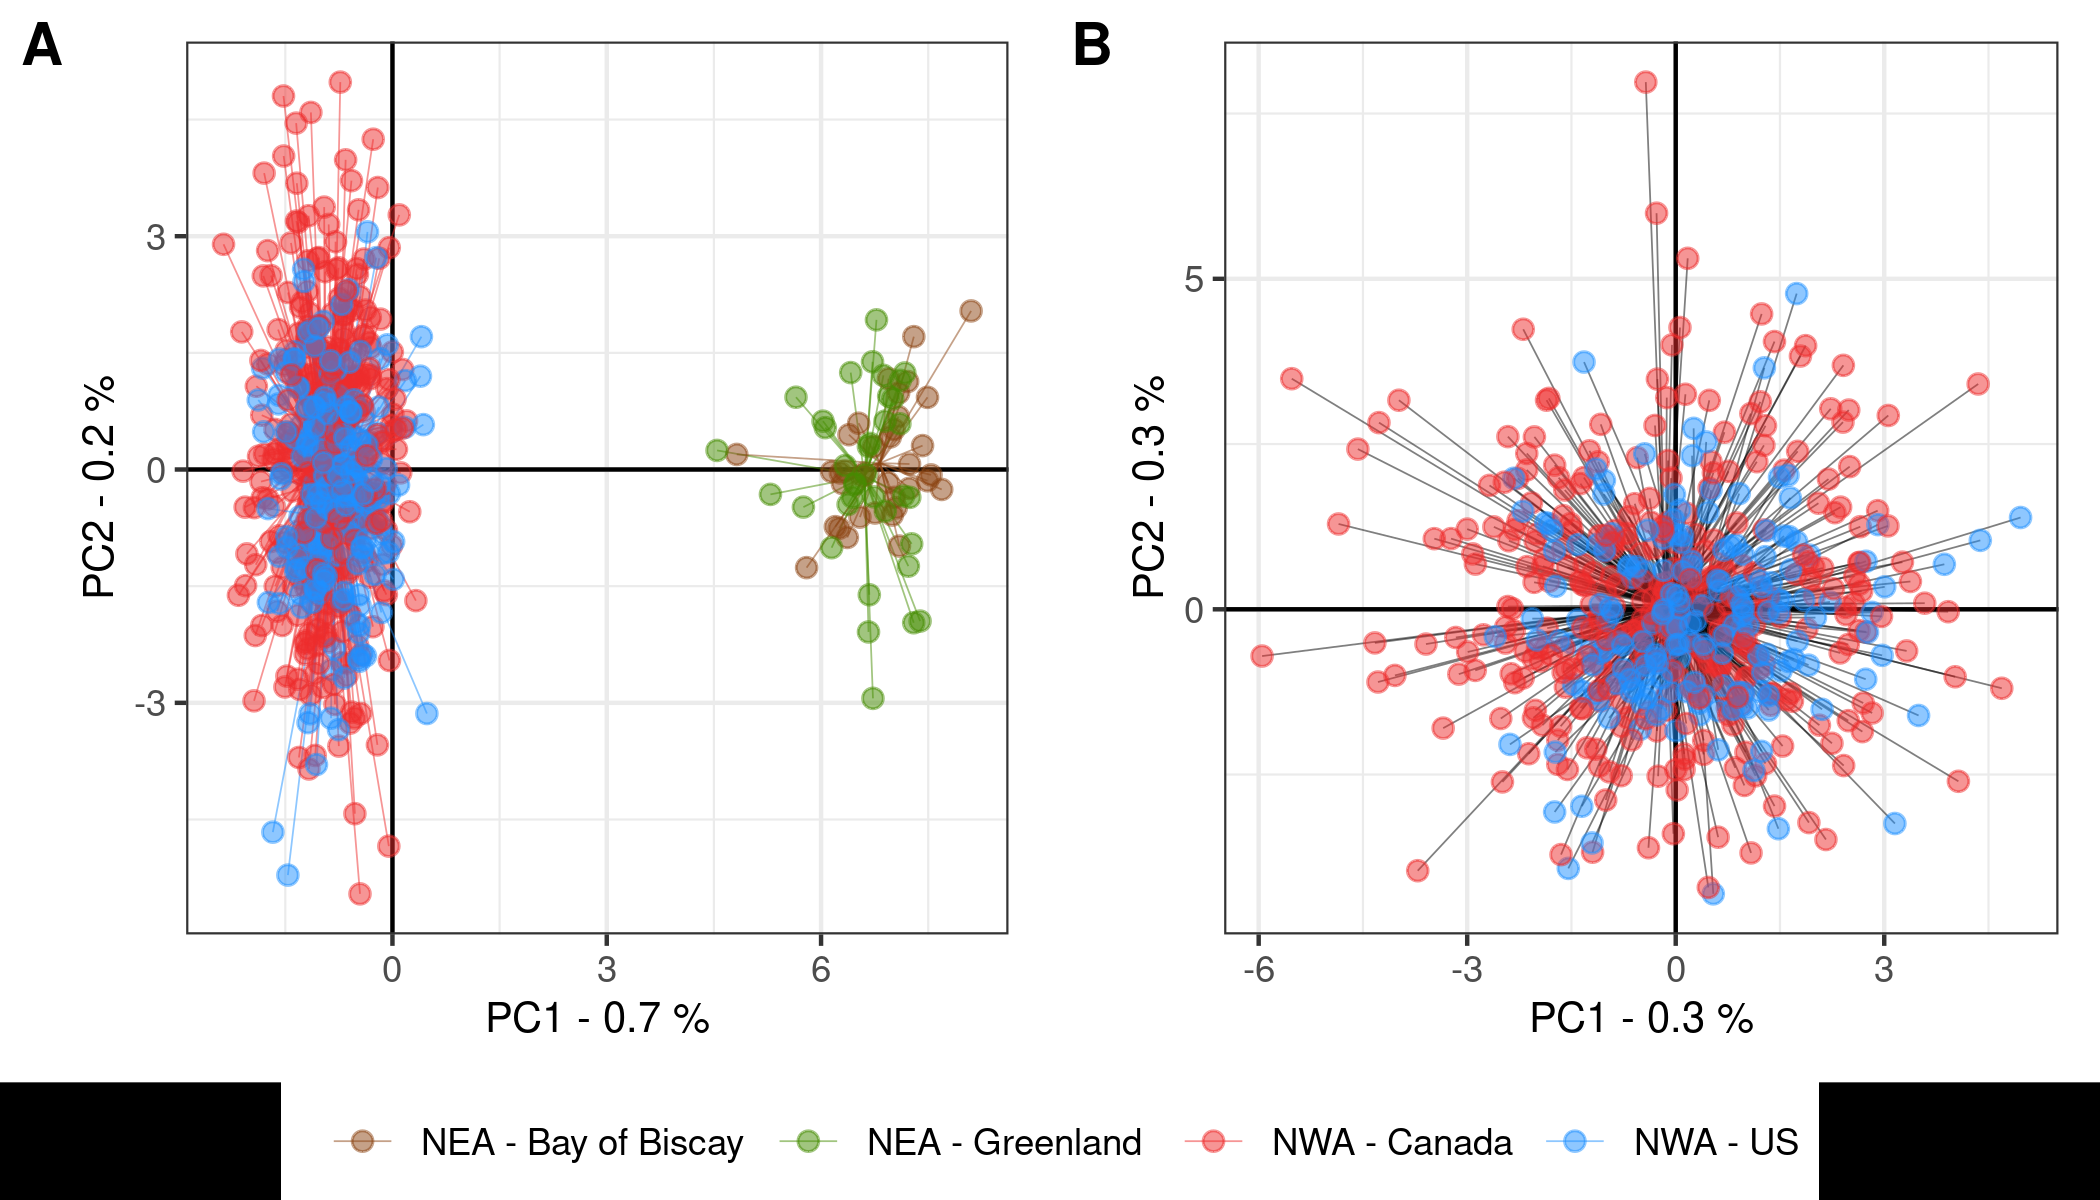 A
B
PC2 - 0.2 %
3
0
-3
0
3
6
PC1 - 0.7 %
PC2 - 0.3 %
5
0
-6
-3
0
3
PC1 - 0.3 %
NEA - Bay of Biscay
NEA - Greenland
NWA - Canada
NWA - US